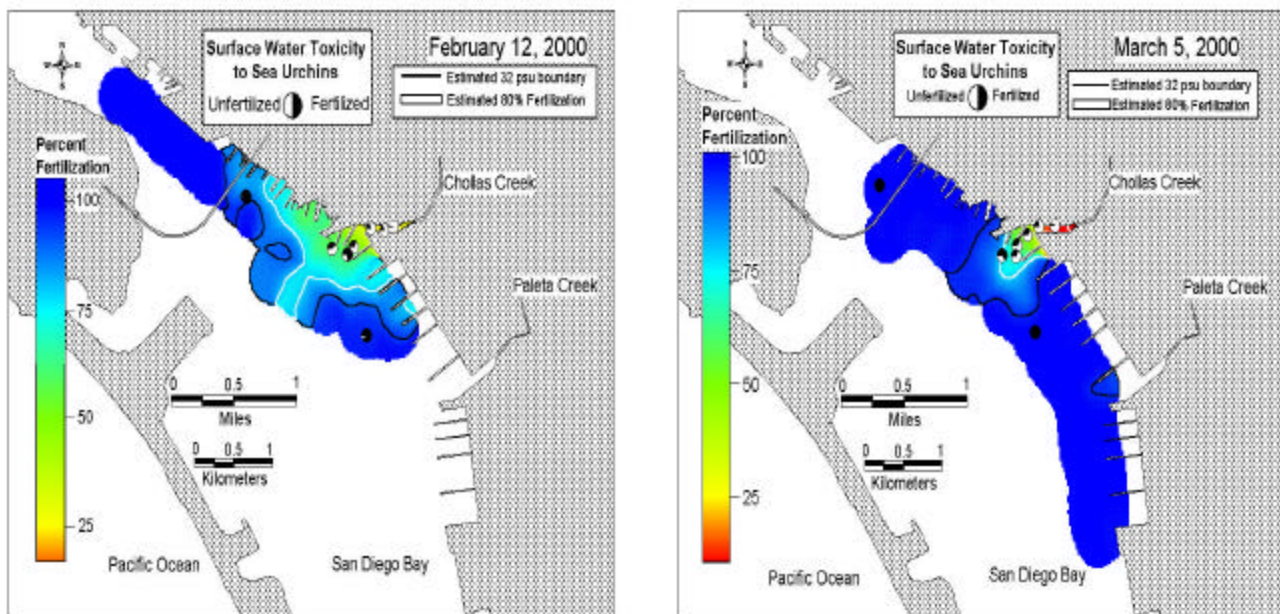 Surface Water Toxicity
to Sea Urchins
Unfertilized Fertilized
February 12, 2000
Estimated 32 psu boundary
Estimated 80% Fertilization
Percent
Fertilization
100
75
50
25
Chollas Creek
Paleta Creek
0 0.5 1
Miles
0 0.5 1
Kilometers
Pacific Ocean
San Diego Bay
Surface Water Toxicity
to Sea Urchins
Unfertilized Fertilized
March 5, 2000
Estimated 32 psu boundary
Estimated 80% Fertilization
Percent
Fertilization
100
75
50
25
Chollas Creek
Paleta Creek
0 0.5 1
Miles
0 0.5 1
Kilometers
Pacific Ocean
San Diego Bay